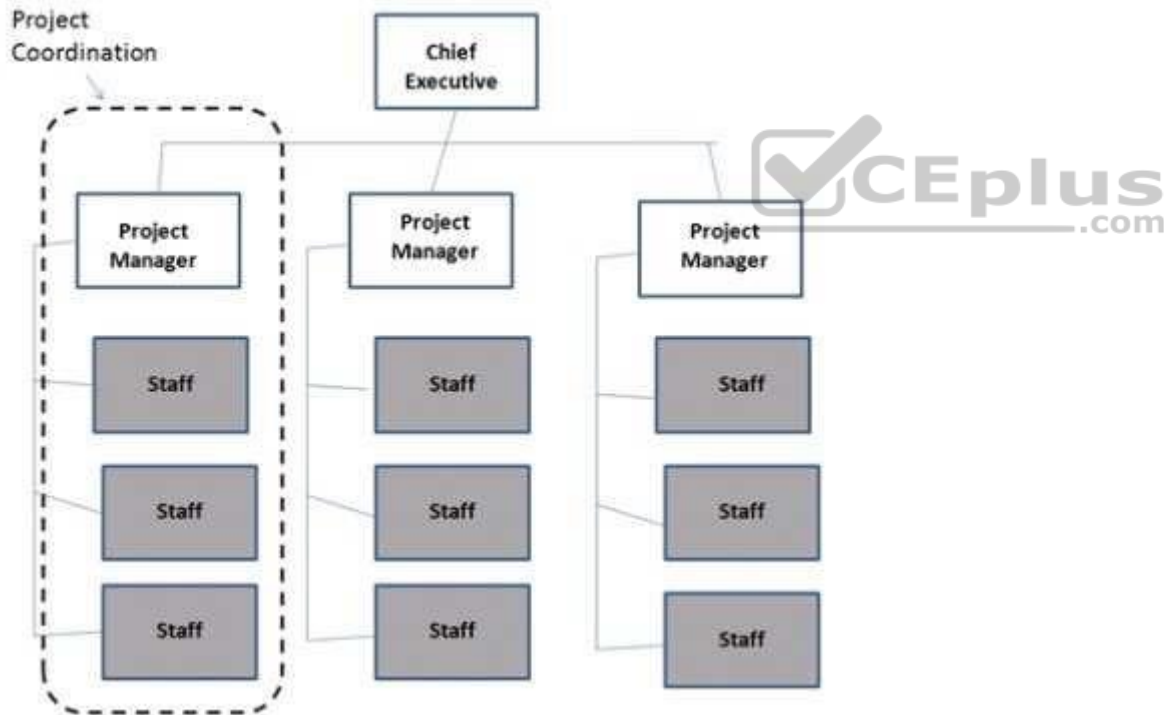 Project
Coordination
Chief
Executive
CEplus
.com
Project
Manager
Project
Manager
Project
Manager
Staff
Staff
Staff
Staff
Staff
Staff
Staff
Staff
Staff